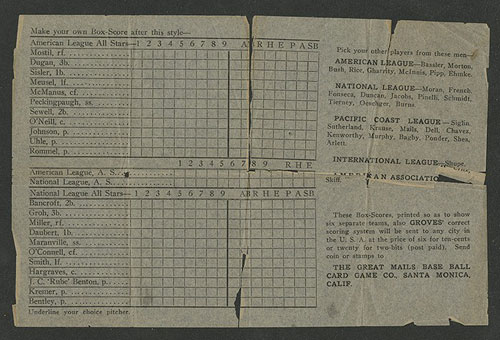 Make your own Box-Score after this style—
American League All Stars—1 2 3 4 5 6 7 8 9 AB R H E P A SB
Mostil, rf.
Dugan, 3b.
Sisler, 1b.
Meusel, lf.
McManus, cf.
Peckingpaugh, ss.
Sewell, 2b.
O'Neill, c.
Johnson, p.
Uhle, p.
Rommel, p.
1 2 3 4 5 6 7 8 9 R H E
American League, A. S.
National League, A. S.
National League All Stars—1 2 3 4 5 6 7 8 9 AB R H E P A SB
Bancroft, 2b.
Groh, 3b.
Miller, rf.
Daubert, 1b.
Maranville, ss.
O'Connell, cf.
Smith, lf.
Hargraves, c.
J. C. 'Rube' Benton, p.
Kremer, p.
Bentley, p.
Underline your choice pitcher.
Pick your other players from these men—
AMERICAN LEAGUE—Bassler, Morton,
Bush, Rice, Gharrity, McInnis, Pipp, Ehmke.
NATIONAL LEAGUE—Moran, French,
Fonseca, Duncan, Jacobs, Pinelli, Schmidt,
Tierney, Oeschger, Burns.
PACIFIC COAST LEAGUE—Siglin,
Sutherland, Krause, Mails, Dell, Chavez,
Kenworthy, Murphy, Bagby, Ponder, Shea,
Arlett.
INTERNATIONAL LEAGUE—Shupe.
AMERICAN ASSOCIATION
Skiff.
These Box-Scores, printed so as to show
six separate teams, also GROVES' correct
scoring system will be sent to any city in
the U. S. A. at the price of six for ten-cents
or twenty for two-bits (post paid). Send
coin or stamps to
THE GREAT MAILS BASE BALL
CARD GAME CO., SANTA MONICA,
CALIF.